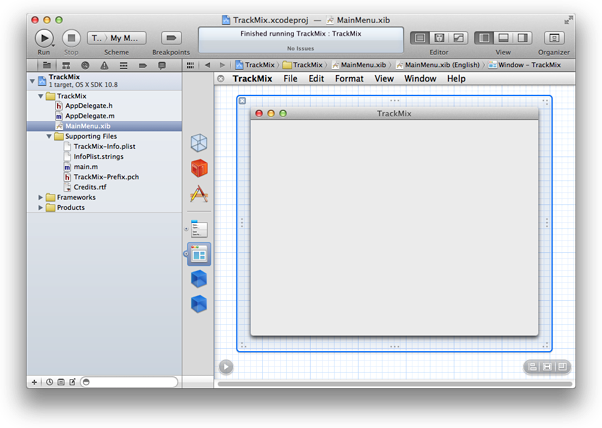 TrackMix.xcodeproj — MainMenu.xib
Finished running TrackMix : TrackMix
No Issues
T... My M...
Run Stop Scheme Breakpoints Editor View Organizer
TrackMix TrackMix MainMenu.xib MainMenu.xib (English) Window - TrackMix
TrackMix
1 target, OS X SDK 10.8
TrackMix File Edit Format View Window Help
TrackMix
AppDelegate.h
AppDelegate.m
MainMenu.xib
Supporting Files
TrackMix-Info.plist
InfoPlist.strings
main.m
TrackMix-Prefix.pch
Credits.rtf
Frameworks
Products
TrackMix